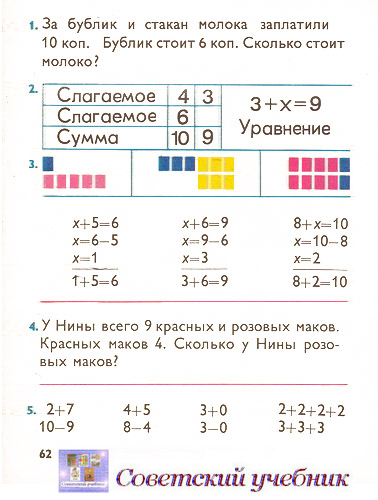 1. За бублик и стакан молока заплатили
10 коп. Бублик стоит 6 коп. Сколько стоит
молоко?
2. Слагаемое 4 3
Слагаемое 6
Сумма 10 9
3+x=9
Уравнение
3.
x+5=6 x+6=9 8+x=10
x=6−5 x=9−6 x=10−8
x=1 x=3 x=2
1+5=6 3+6=9 8+2=10
4. У Нины всего 9 красных и розовых маков.
Красных маков 4. Сколько у Нины розо-
вых маков?
5. 2+7 4+5 3+0 2+2+2+2
10−9 8−4 3−0 3+3+3
62
Советский учебник